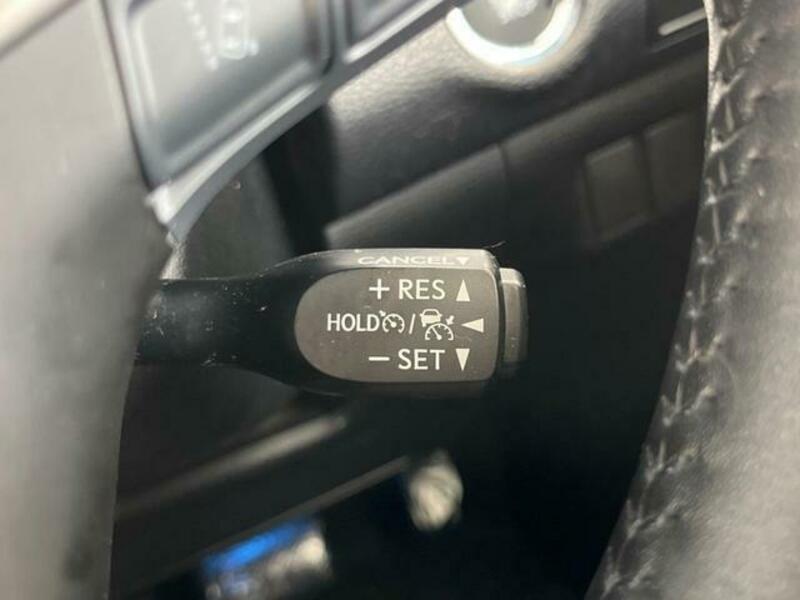 CANCEL▼
+ RES ▲
HOLD / ◀
− SET ▼